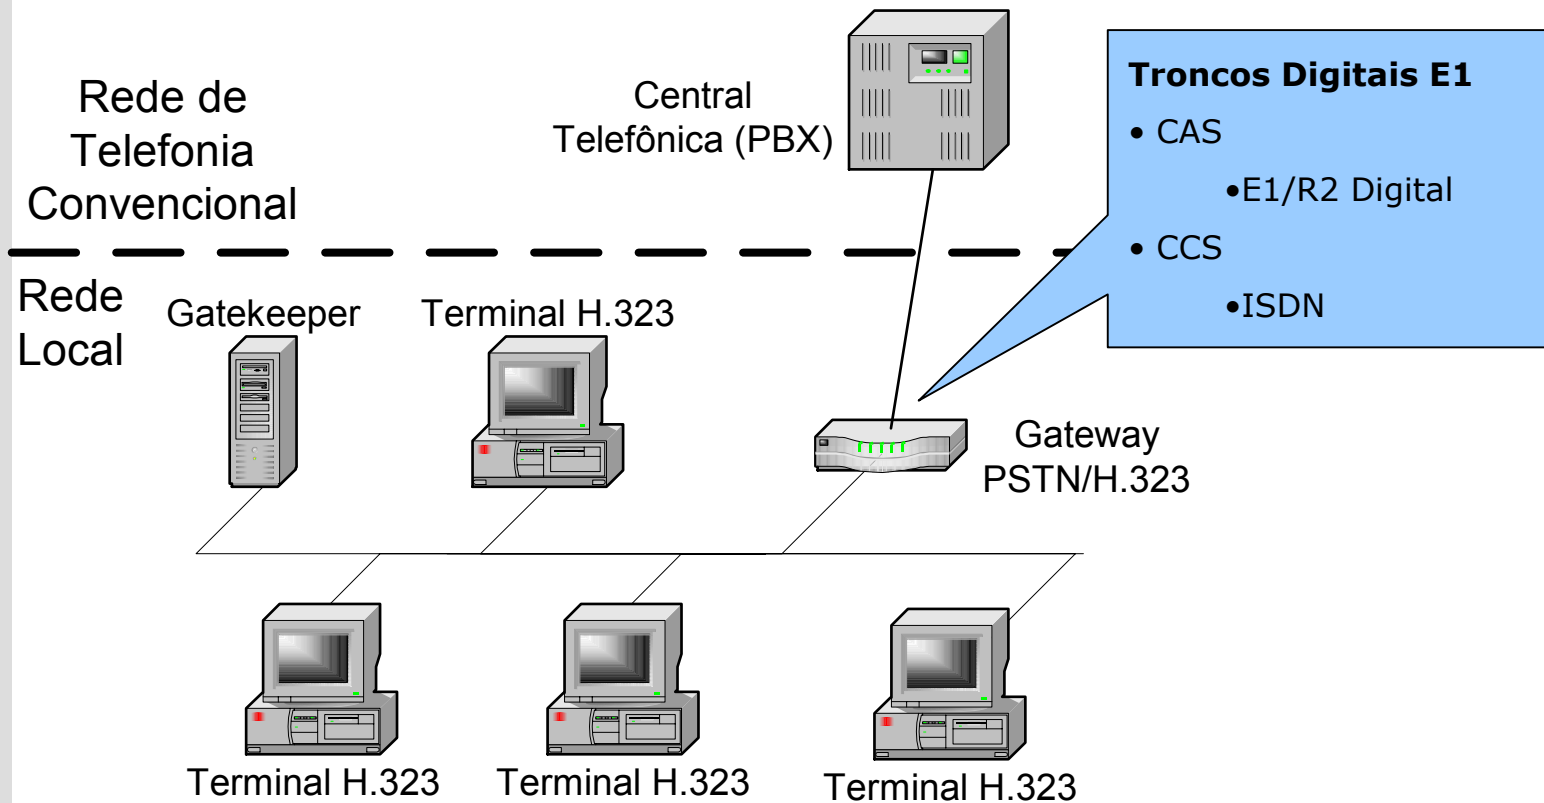 Rede de
Telefonia
Convencional
Central
Telefônica (PBX)
Troncos Digitais E1
• CAS
•E1/R2 Digital
• CCS
•ISDN
Rede
Local
Gatekeeper
Terminal H.323
Gateway
PSTN/H.323
Terminal H.323
Terminal H.323
Terminal H.323